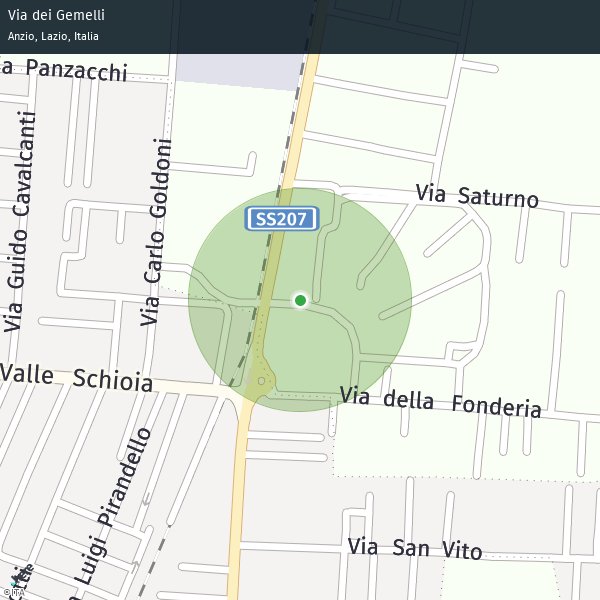 Via dei Gemelli
Anzio, Lazio, Italia
a Panzacchi
Via Guido Cavalcanti
Via Carlo Goldoni
Via Saturno
SS207
Valle Schioia
Via della Fonderia
a Luigi Pirandello
Via San Vito